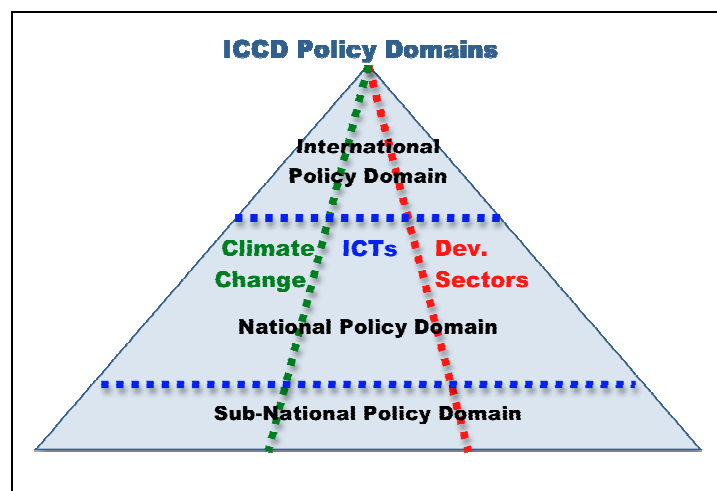 ICCD Policy Domains
International
Policy Domain
Climate
Change
ICTs
Dev.
Sectors
National Policy Domain
Sub-National Policy Domain